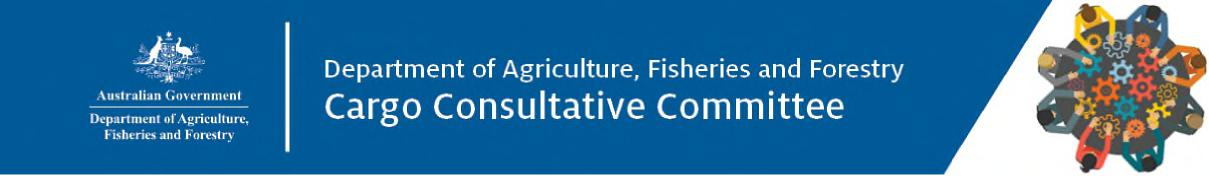 Australian Government
Department of Agriculture,
Fisheries and Forestry
Department of Agriculture, Fisheries and Forestry
Cargo Consultative Committee